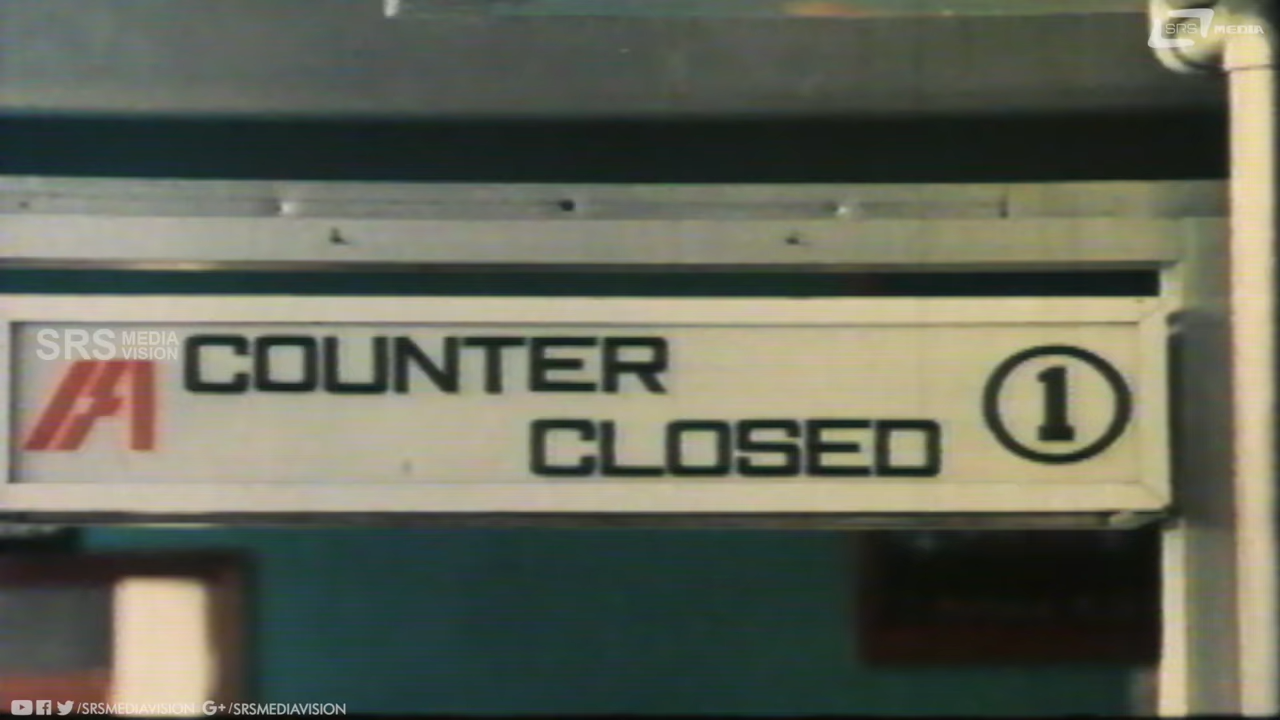 SRS MEDIA
SRS MEDIA VISION
COUNTER
CLOSED
1
/SRSMEDIAVISION G+/SRSMEDIAVISION